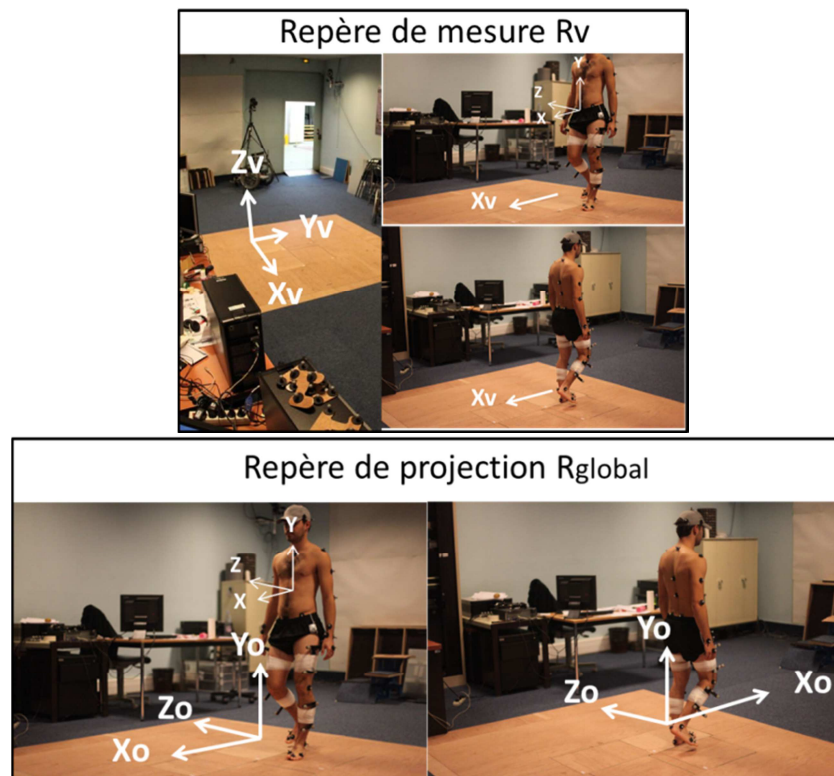 Repère de mesure Rv
Zv
Yv
Xv
Y
Z
X
Xv
Xv
Repère de projection Rglobal
Y
Z
X
Yo
Zo
Xo
Yo
Zo
Xo